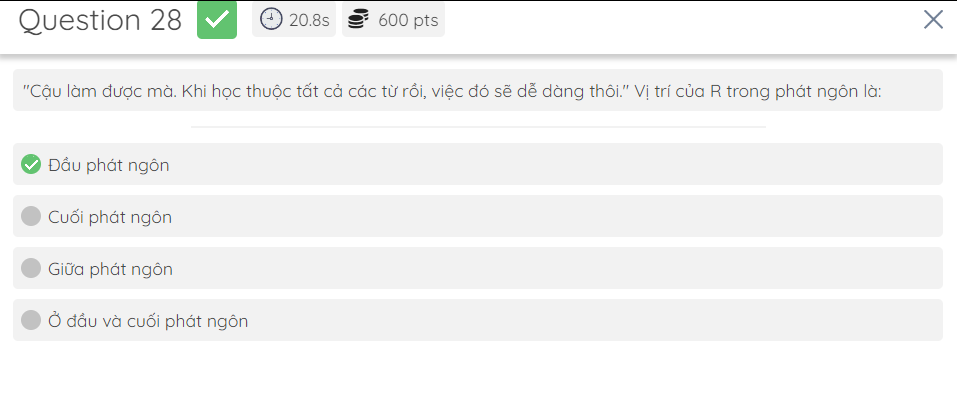 Question 28 20.8s 600 pts
"Cậu làm được mà. Khi học thuộc tất cả các từ rồi, việc đó sẽ dễ dàng thôi." Vị trí của R trong phát ngôn là:
Đầu phát ngôn
Cuối phát ngôn
Giữa phát ngôn
Ở đầu và cuối phát ngôn